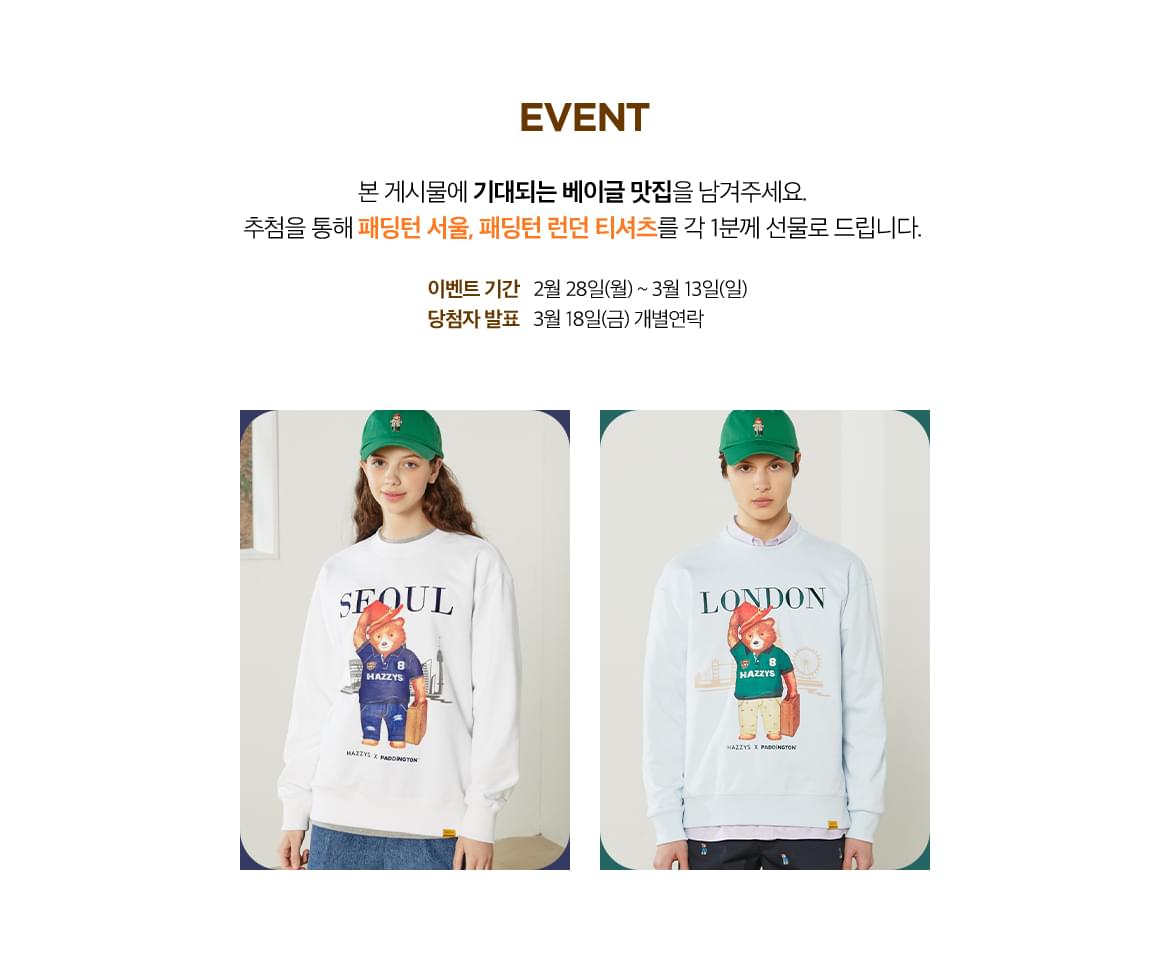 EVENT
본 게시물에 기대되는 베이글 맛집을 남겨주세요.
추첨을 통해 패딩턴 서울, 패딩턴 런던 티셔츠를 각 1분께 선물로 드립니다.
이벤트 기간 2월 28일(월) ~ 3월 13일(일)
당첨자 발표 3월 18일(금) 개별연락
SEOUL
8
HAZZYS
HAZZYS X PADDINGTON
LONDON
8
HAZZYS
HAZZYS X PADDINGTON